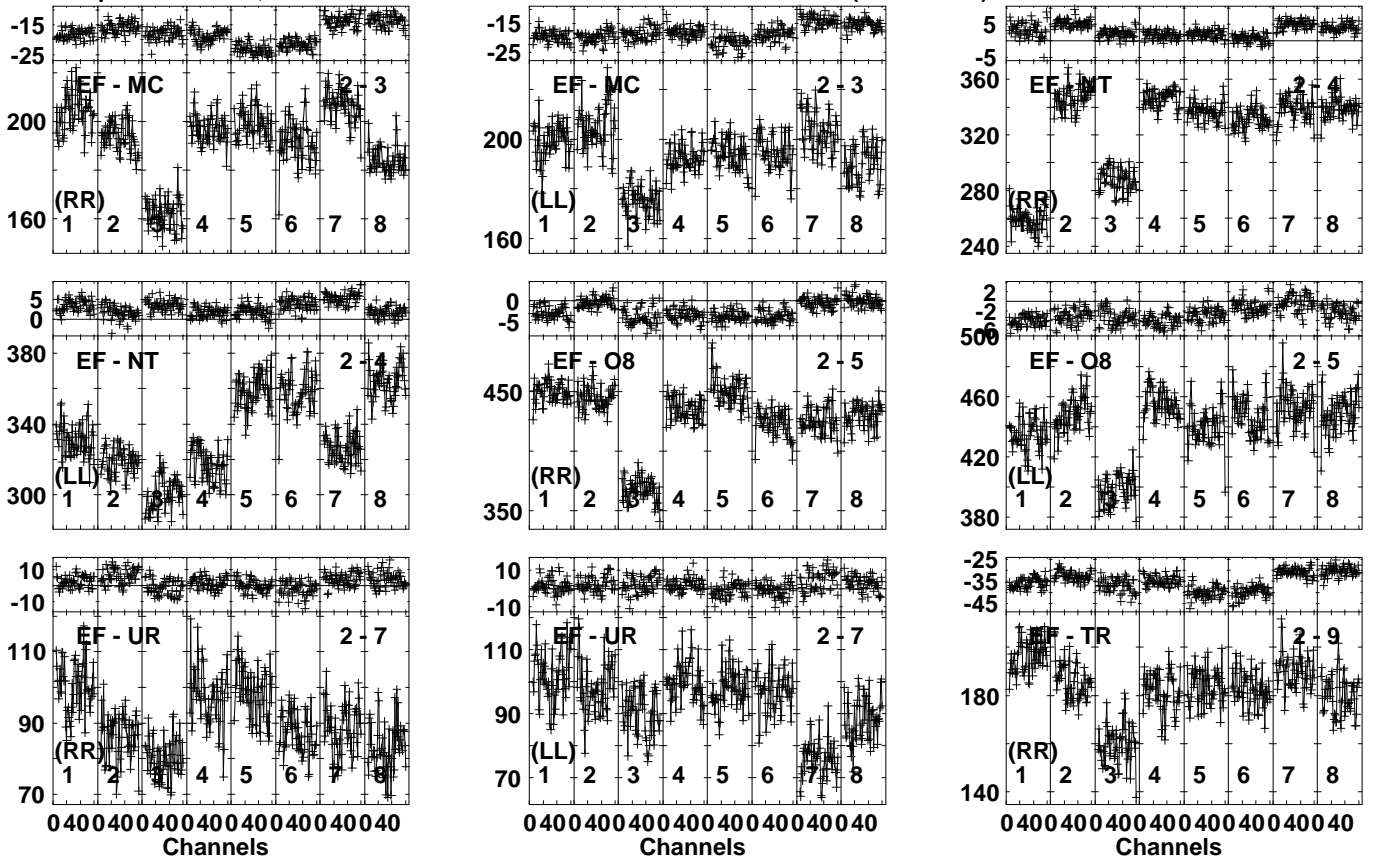 -15 -15 5
-25 -25 -5
EF - MC 2 - 3 EF - MC 2 - 3 EF - NT 2 - 4
360
200 200 320
280
(RR) (LL) (RR)
160 1 2 3 4 5 6 7 8 160 1 2 3 4 5 6 7 8 240 1 2 3 4 5 6 7 8
5 0 2
0 -5 -2
-6
500
380 EF - NT 2 - 4 EF - O8 2 - 5 EF - O8 2 - 5
450 460
340 420
(LL) (RR) (LL)
300 1 2 3 4 5 6 7 8 350 1 2 3 4 5 6 7 8 380 1 2 3 4 5 6 7 8
10 10 -25
-10 -10 -35
-45
110 EF - UR 2 - 7 110 EF - UR 2 - 7 EF - TR 2 - 9
90 90 180
(RR) (LL) (RR)
70 1 2 3 4 5 6 7 8 70 1 2 3 4 5 6 7 8 140 1 2 3 4 5 6 7 8
0 40 0 40 0 40 0 40 0 40 0 40 0 40 0 40 0 40 0 40 0 40 0 40 0 40 0 40 0 40 0 40 0 40 0 40 0 40 0 40 0 40 0 40 0 40 0 40
Channels Channels Channels